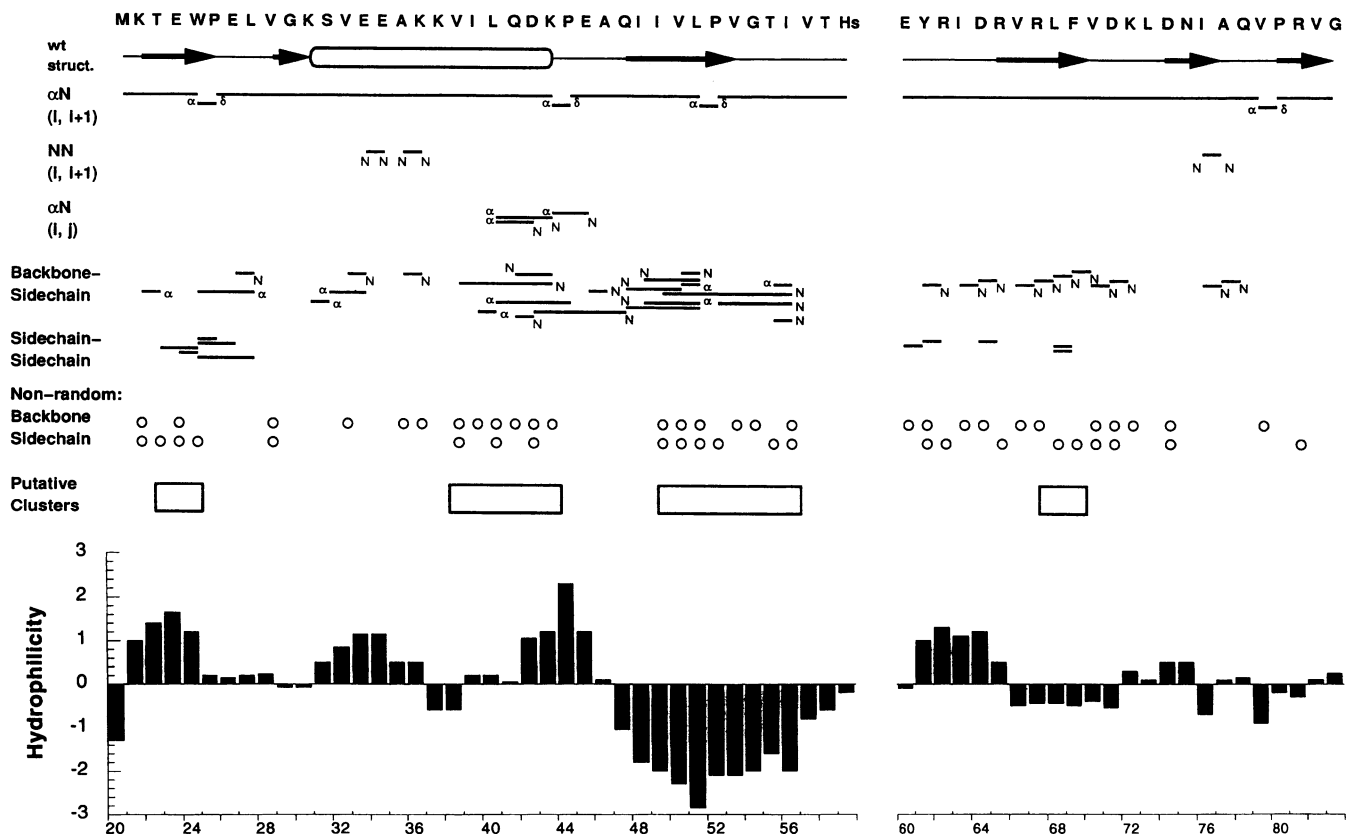 M K T E W P E L V G K S V E E A K K V I L Q D K P E A Q I I V L P V G T I V T Hs E Y R I D R V R L F V D K L D N I A Q V P R V G
wt
struct.
αN
(I, I+1)
α δ α δ α δ α δ
NN
(I, I+1)
N N N N N N
αN
(I, j)
α α α N N N
Backbone–
Sidechain
Sidechain–
Sidechain
Non–random:
Backbone
Sidechain
Putative
Clusters
Hydrophilicity
3
2
1
0
-1
-2
-3
20 24 28 32 36 40 44 48 52 56 60 64 68 72 76 80